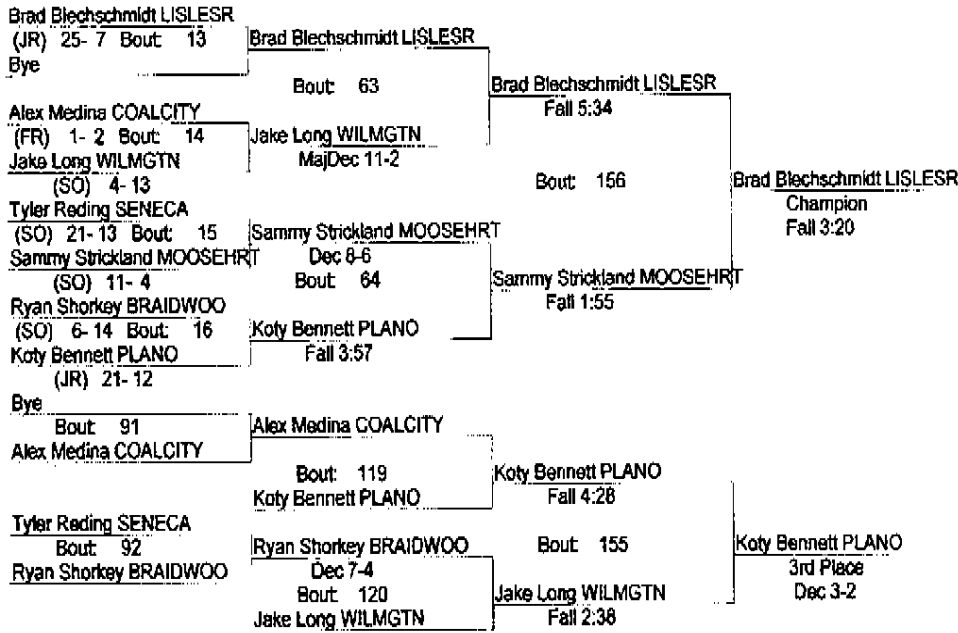 Brad Blechschmidt LISLESR
(JR) 25- 7 Bout: 13
Bye
Brad Blechschmidt LISLESR
Bout: 63
Alex Medina COALCITY
(FR) 1- 2 Bout: 14
Jake Long WILMGTN
(SO) 4- 13
Jake Long WILMGTN
MajDec 11-2
Brad Blechschmidt LISLESR
Fall 5:34
Bout: 156
Tyler Reding SENECA
(SO) 21- 13 Bout: 15
Sammy Strickland MOOSEHRT
(SO) 11- 4
Sammy Strickland MOOSEHRT
Dec 8-6
Bout: 64
Ryan Shorkey BRAIDWOO
(SO) 6- 14 Bout: 16
Koty Bennett PLANO
(JR) 21- 12
Koty Bennett PLANO
Fall 3:57
Sammy Strickland MOOSEHRT
Fall 1:55
Brad Blechschmidt LISLESR
Champion
Fall 3:20
Bye
Bout: 91
Alex Medina COALCITY
Alex Medina COALCITY
Bout: 119
Koty Bennett PLANO
Koty Bennett PLANO
Fall 4:28
Bout: 155
Tyler Reding SENECA
Bout: 92
Ryan Shorkey BRAIDWOO
Ryan Shorkey BRAIDWOO
Dec 7-4
Bout: 120
Jake Long WILMGTN
Jake Long WILMGTN
Fall 2:38
Koty Bennett PLANO
3rd Place
Dec 3-2